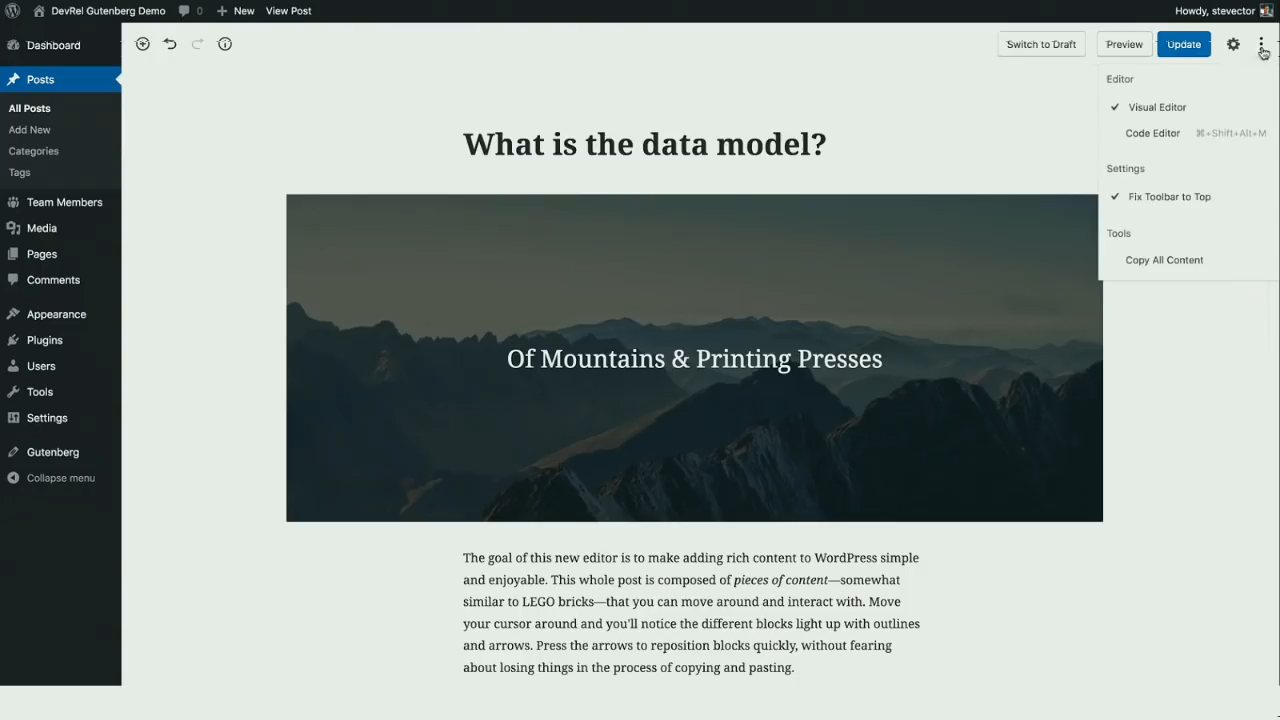 DevRel Gutenberg Demo 0 New View Post Howdy, stevector
Dashboard
Posts
All Posts
Add New
Categories
Tags
Team Members
Media
Pages
Comments
Appearance
Plugins
Users
Tools
Settings
Gutenberg
Collapse menu
Switch to Draft Preview Update
Editor
Visual Editor
Code Editor ⌘+Shift+Alt+M
Settings
Fix Toolbar to Top
Tools
Copy All Content
What is the data model?
Of Mountains & Printing Presses
The goal of this new editor is to make adding rich content to WordPress simple
and enjoyable. This whole post is composed of pieces of content—somewhat
similar to LEGO bricks—that you can move around and interact with. Move
your cursor around and you'll notice the different blocks light up with outlines
and arrows. Press the arrows to reposition blocks quickly, without fearing
about losing things in the process of copying and pasting.